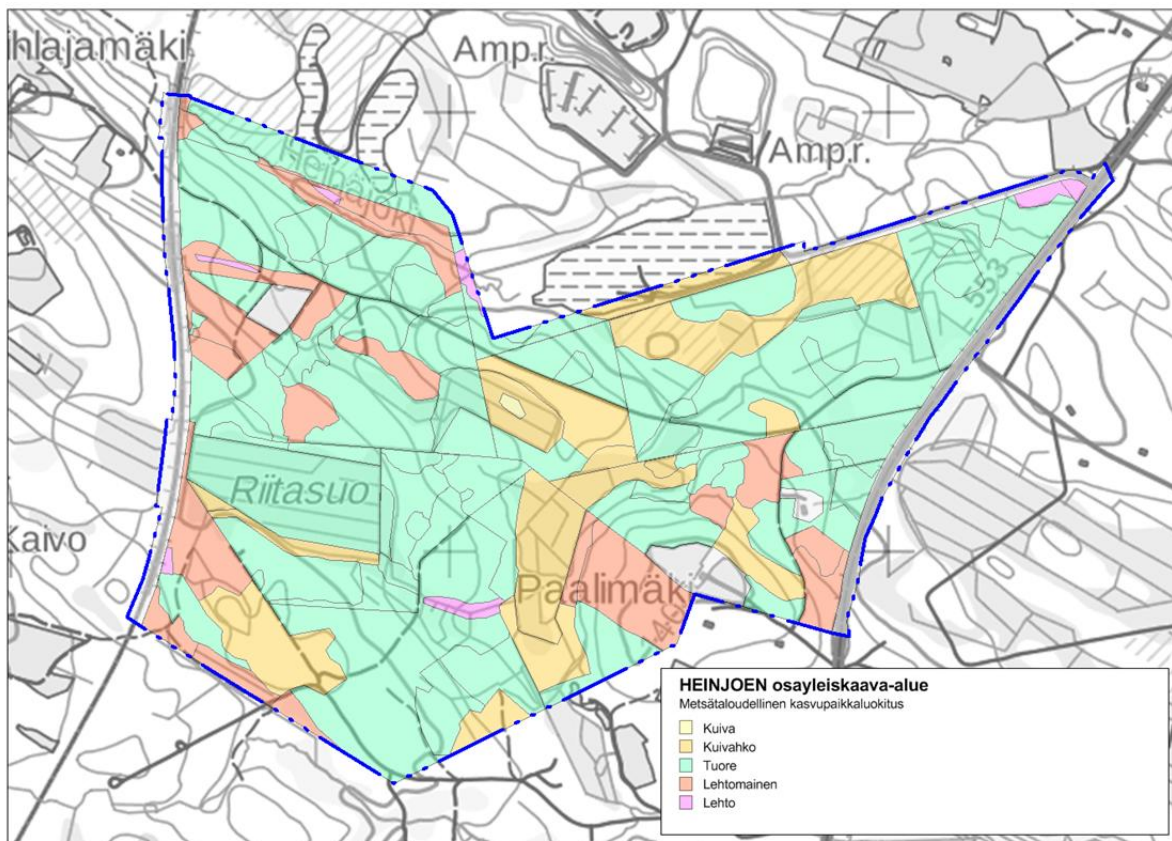 ihlajamäki
Amp.r.
Amp.r.
Heinäjoki
553
Riitasuo
Kaivo
Paalimäki
HEINJOEN osayleiskaava-alue
Metsätaloudellinen kasvupaikkaluokitus
Kuiva
Kuivahko
Tuore
Lehtomainen
Lehto